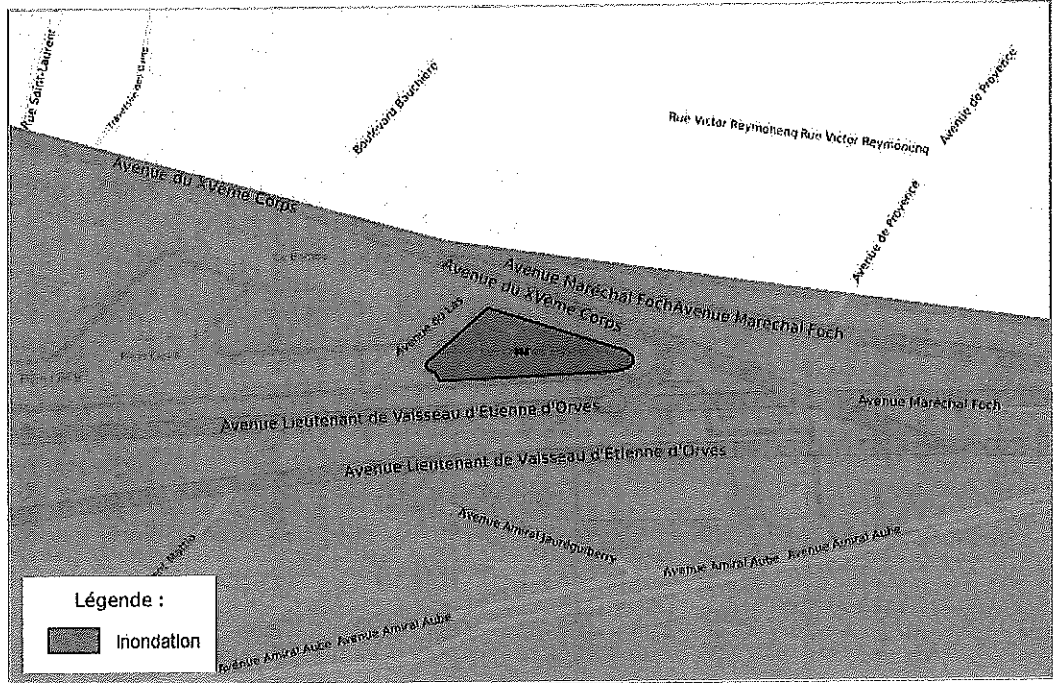 Rue Saint-Laurent
Traverse des
Boulevard Bauchière
Rue Victor Reymonenq Rue Victor Reymonenq
Avenue de Provence
Avenue du XVème Corps
Avenue de Provence
Avenue Maréchal FochAvenue Maréchal Foch
Avenue du XVème Corps
Avenue du Las
Avenue Maréchal Foch
Avenue Lieutenant de Vaisseau d'Etienne d'Orves
Avenue Lieutenant de Vaisseau d'Etienne d'Orves
Avenue Amiral Jauréguiberry
Avenue Amiral Aube Avenue Amiral Aube
Avenue Amiral Aube Avenue Amiral Aube
Légende :
Inondation